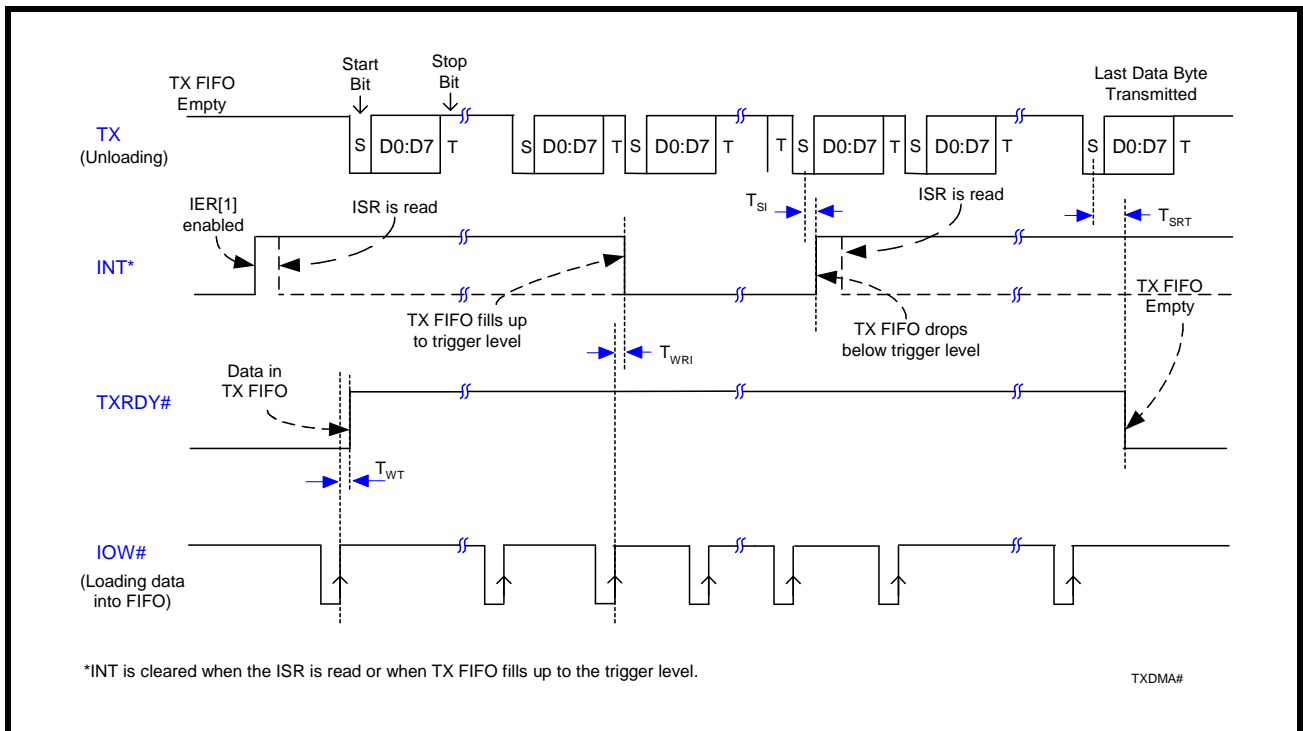 Start
Bit
Stop
Bit
TX FIFO
Empty
Last Data Byte
Transmitted
TX
(Unloading)
S D0:D7 T
S D0:D7 T S D0:D7 T
T S D0:D7 T S D0:D7 T
S D0:D7 T
IER[1]
enabled
ISR is read
TSI
ISR is read
TSRT
INT*
TX FIFO fills up
to trigger level
TX FIFO drops
below trigger level
TX FIFO
Empty
TWRI
Data in
TX FIFO
TXRDY#
TWT
IOW#
(Loading data
into FIFO)
*INT is cleared when the ISR is read or when TX FIFO fills up to the trigger level.
TXDMA#